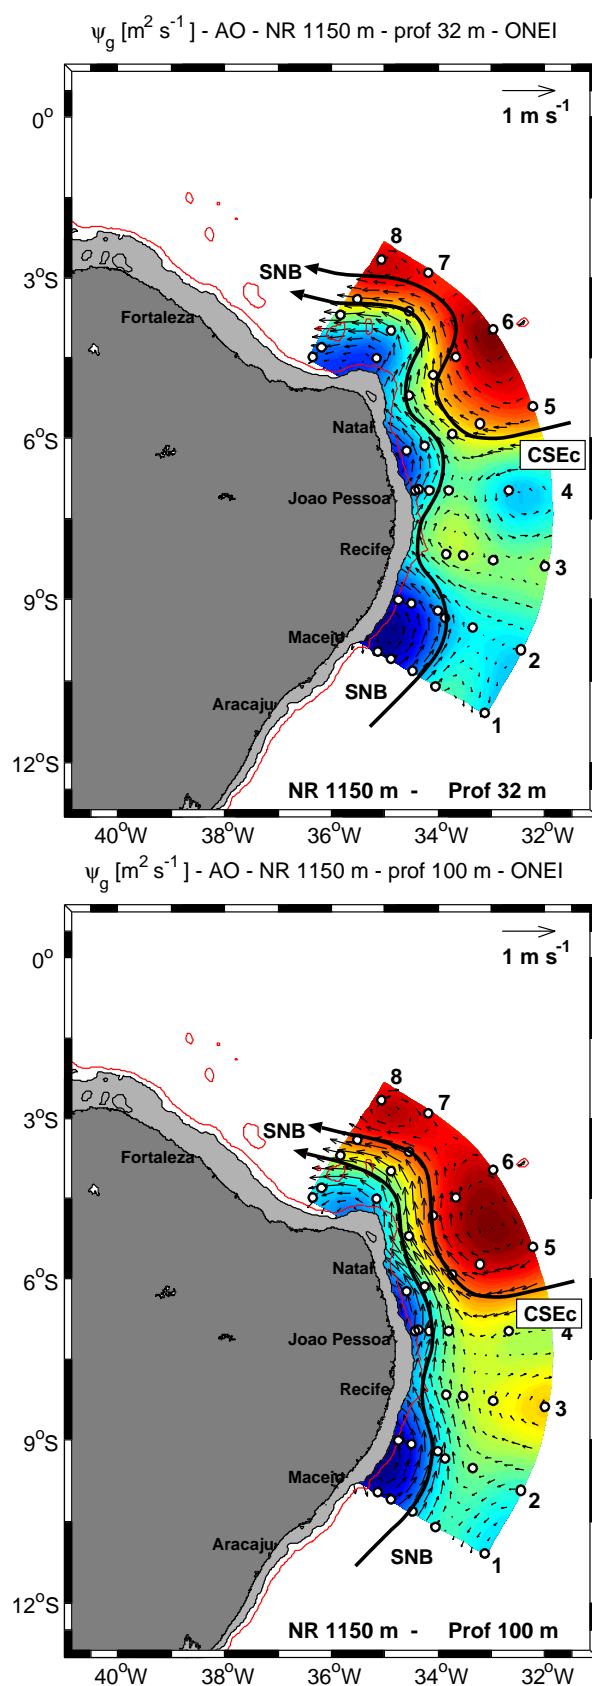 ψg [m² s⁻¹] - AO - NR 1150 m - prof 32 m - ONEI
1 m s⁻¹
0°
8
7
SNB
3°S
Fortaleza
6
5
Natal
6°S
CSEc
4
Joao Pessoa
Recife
3
9°S
Maceio
2
SNB
Aracaju
1
12°S
NR 1150 m - Prof 32 m
40°W 38°W 36°W 34°W 32°W
ψg [m² s⁻¹] - AO - NR 1150 m - prof 100 m - ONEI
1 m s⁻¹
0°
8
7
3°S
SNB
Fortaleza
6
5
Natal
6°S
CSEc
4
Joao Pessoa
Recife
3
9°S
Maceio
2
Aracaju
SNB
1
12°S
NR 1150 m - Prof 100 m
40°W 38°W 36°W 34°W 32°W